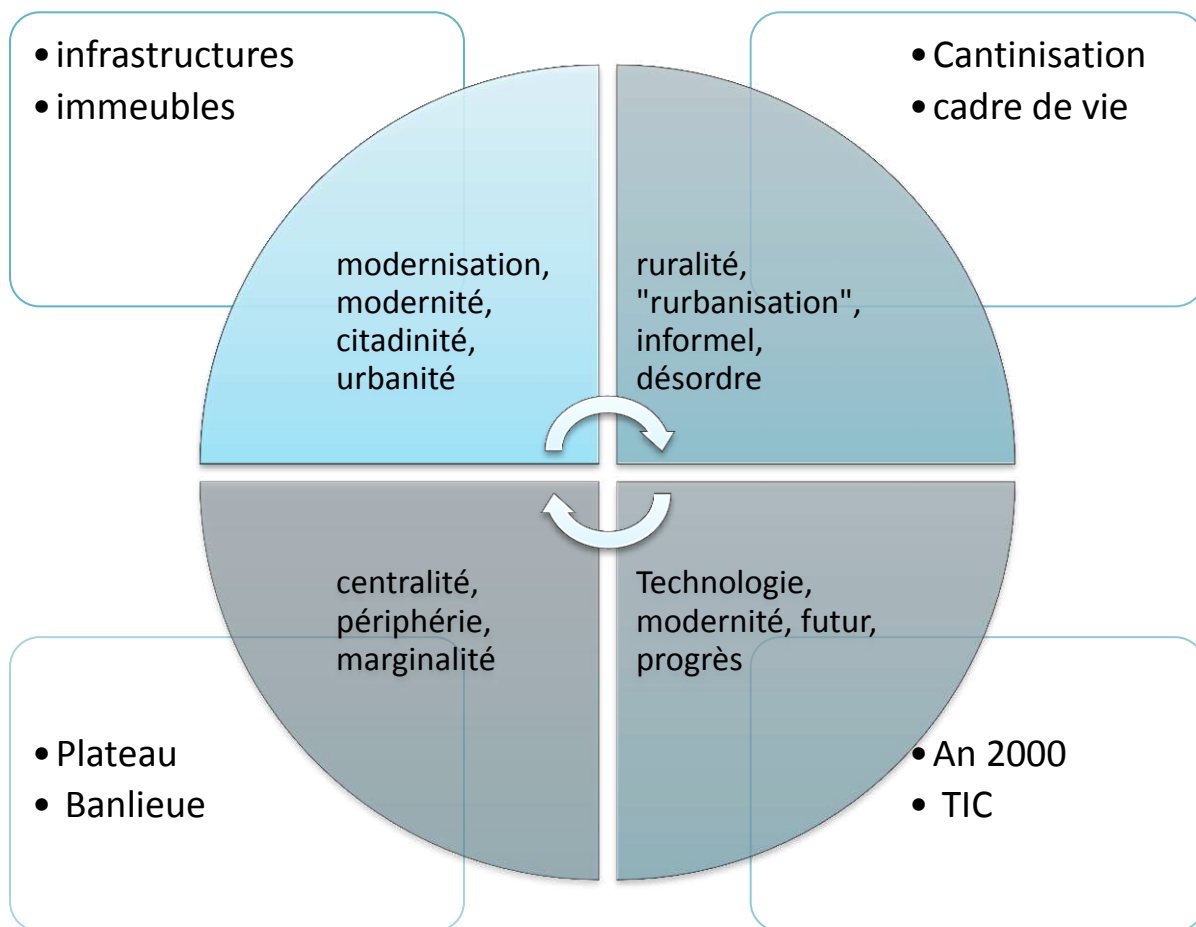 • infrastructures
• immeubles
• Cantinisation
• cadre de vie
modernisation,
modernité,
citadinité,
urbanité
ruralité,
"rurbanisation",
informel,
désordre
centralité,
périphérie,
marginalité
Technologie,
modernité, futur,
progrès
• Plateau
• Banlieue
• An 2000
• TIC